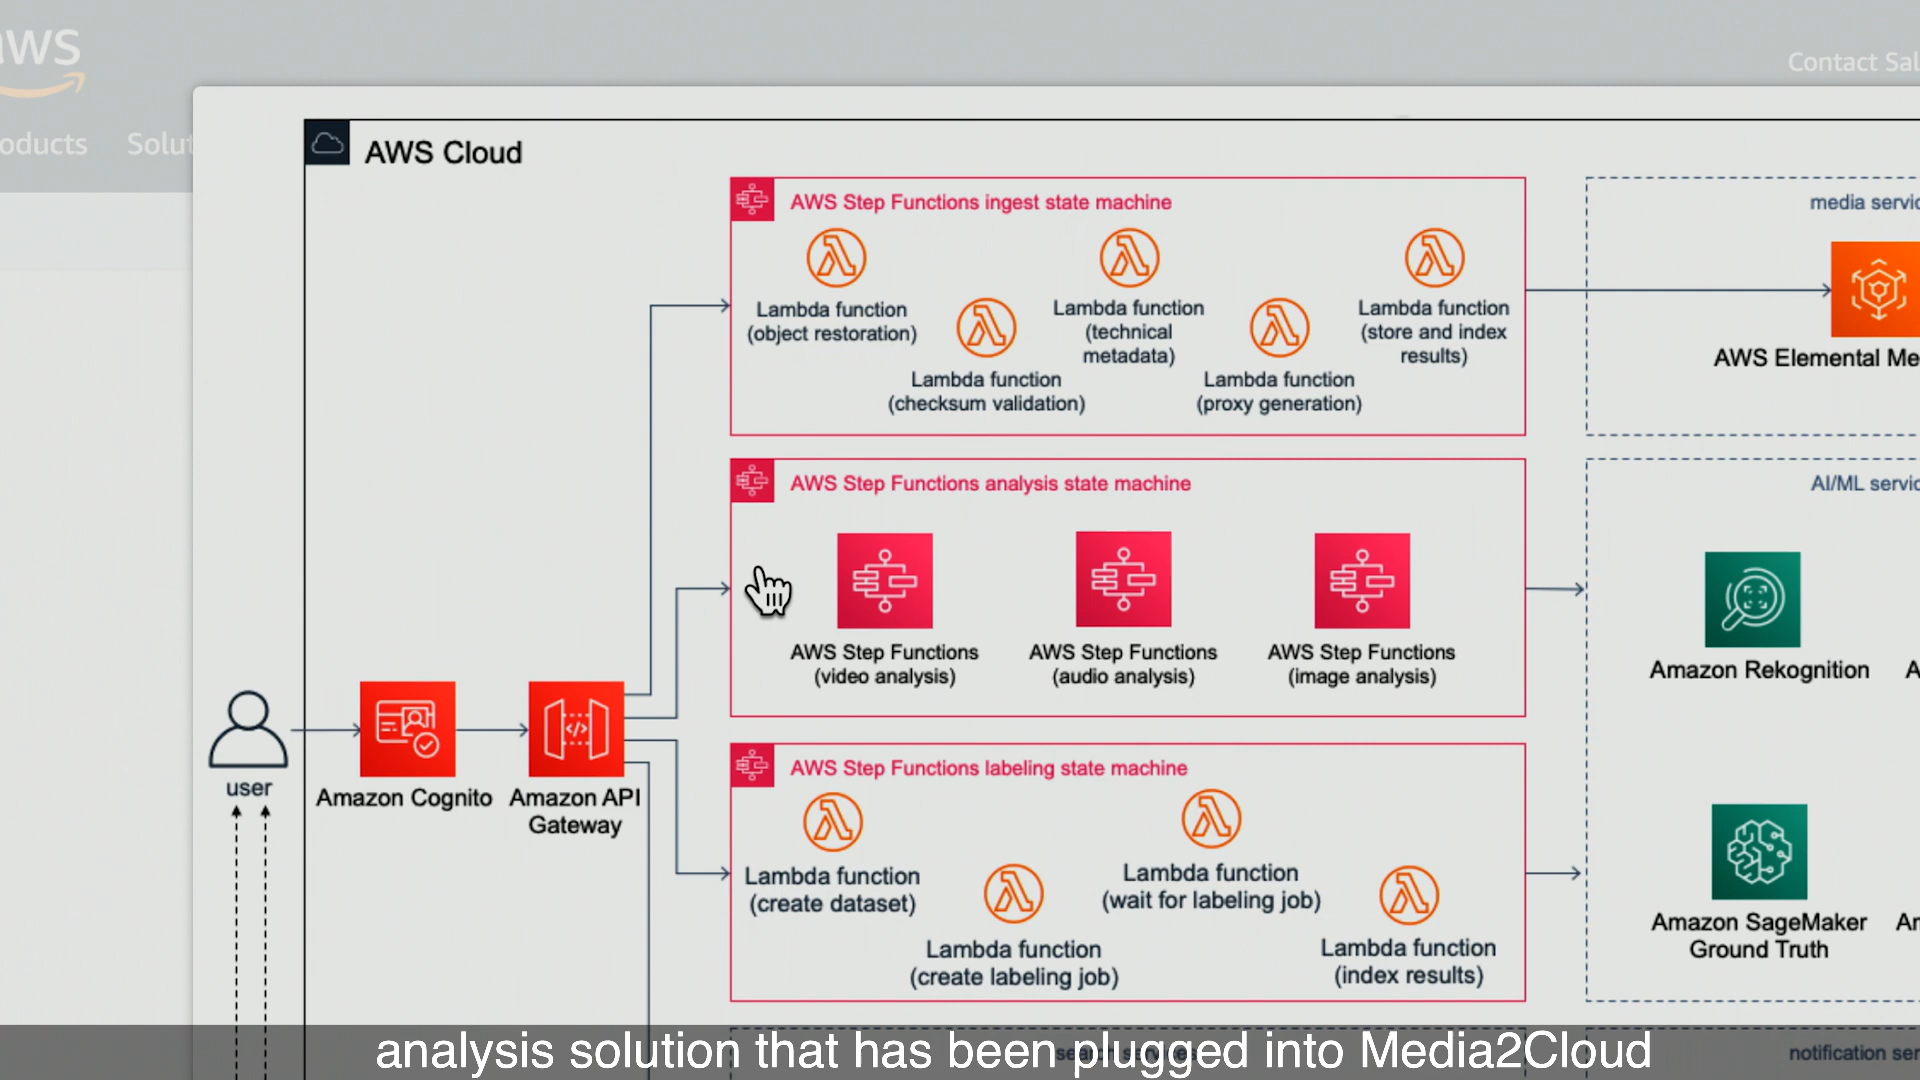 aws
Contact Sal
oducts Solut
AWS Cloud
AWS Step Functions ingest state machine
Lambda function
(object restoration)
Lambda function
(checksum validation)
Lambda function
(technical
metadata)
Lambda function
(proxy generation)
Lambda function
(store and index
results)
media servic
AWS Elemental Me
AWS Step Functions analysis state machine
AWS Step Functions
(video analysis)
AWS Step Functions
(audio analysis)
AWS Step Functions
(image analysis)
AI/ML servic
Amazon Rekognition
A
user
Amazon Cognito
Amazon API
Gateway
AWS Step Functions labeling state machine
Lambda function
(create dataset)
Lambda function
(create labeling job)
Lambda function
(wait for labeling job)
Lambda function
(index results)
Amazon SageMaker
Ground Truth
Am
search services
notification ser
analysis solution that has been plugged into Media2Cloud